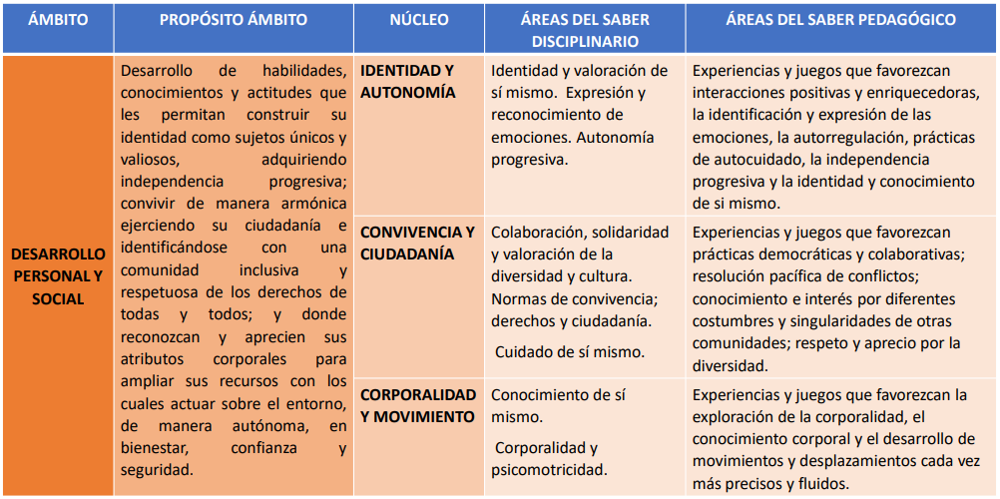 ÁMBITO
PROPÓSITO ÁMBITO
NÚCLEO
ÁREAS DEL SABER
DISCIPLINARIO
ÁREAS DEL SABER PEDAGÓGICO
DESARROLLO
PERSONAL Y
SOCIAL
Desarrollo de habilidades,
conocimientos y actitudes que
les permitan construir su
identidad como sujetos únicos y
valiosos, adquiriendo
independencia progresiva;
convivir de manera armónica
ejerciendo su ciudadanía e
identificándose con una
comunidad inclusiva y
respetuosa de los derechos de
todas y todos; y donde
reconozcan y aprecien sus
atributos corporales para
ampliar sus recursos con los
cuales actuar sobre el entorno,
de manera autónoma, en
bienestar, confianza y
seguridad.
IDENTIDAD Y
AUTONOMÍA
Identidad y valoración de
sí mismo. Expresión y
reconocimiento de
emociones. Autonomía
progresiva.
Experiencias y juegos que favorezcan
interacciones positivas y enriquecedoras,
la identificación y expresión de las
emociones, la autorregulación, prácticas
de autocuidado, la independencia
progresiva y la identidad y conocimiento
de si mismo.
CONVIVENCIA Y
CIUDADANÍA
Colaboración, solidaridad
y valoración de la
diversidad y cultura.
Normas de convivencia;
derechos y ciudadanía.
Cuidado de sí mismo.
Experiencias y juegos que favorezcan
prácticas democráticas y colaborativas;
resolución pacífica de conflictos;
conocimiento e interés por diferentes
costumbres y singularidades de otras
comunidades; respeto y aprecio por la
diversidad.
CORPORALIDAD
Y MOVIMIENTO
Conocimiento de sí
mismo.
Corporalidad y
psicomotricidad.
Experiencias y juegos que favorezcan la
exploración de la corporalidad, el
conocimiento corporal y el desarrollo de
movimientos y desplazamientos cada vez
más precisos y fluidos.